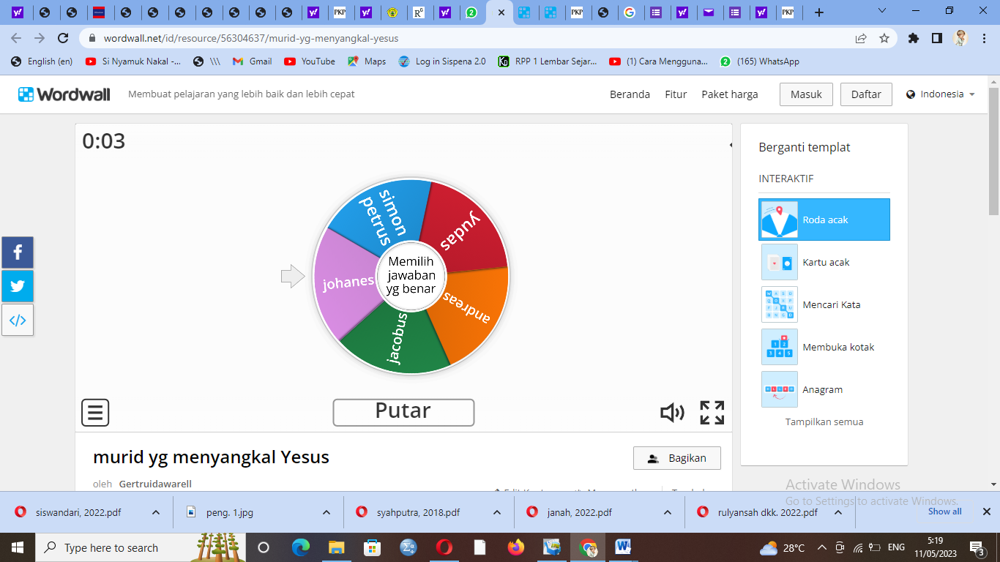 wordwall.net/id/resource/56304637/murid-yg-menyangkal-yesus
English (en)
Si Nyamuk Nakal -...
\\\
Gmail
YouTube
Maps
Log in Sispena 2.0
RPP 1 Lembar Sejar...
(1) Cara Mengguna...
(165) WhatsApp
Wordwall
Membuat pelajaran yang lebih baik dan lebih cepat
Beranda
Fitur
Paket harga
Masuk
Daftar
Indonesia
0:03
simon
petrus
yudas
andreas
jacobus
johanes
Memilih
jawaban
yg benar
Putar
murid yg menyangkal Yesus
Bagikan
oleh Gertruidawarell
Berganti templat
INTERAKTIF
Roda acak
Kartu acak
Mencari Kata
Membuka kotak
Anagram
Tampilkan semua
Activate Windows
Go to Settings to activate Windows.
siswandari, 2022.pdf
peng. 1.jpg
syahputra, 2018.pdf
janah, 2022.pdf
rulyansah dkk. 2022.pdf
Show all
Type here to search
28°C
ENG
5:19
11/05/2023
3